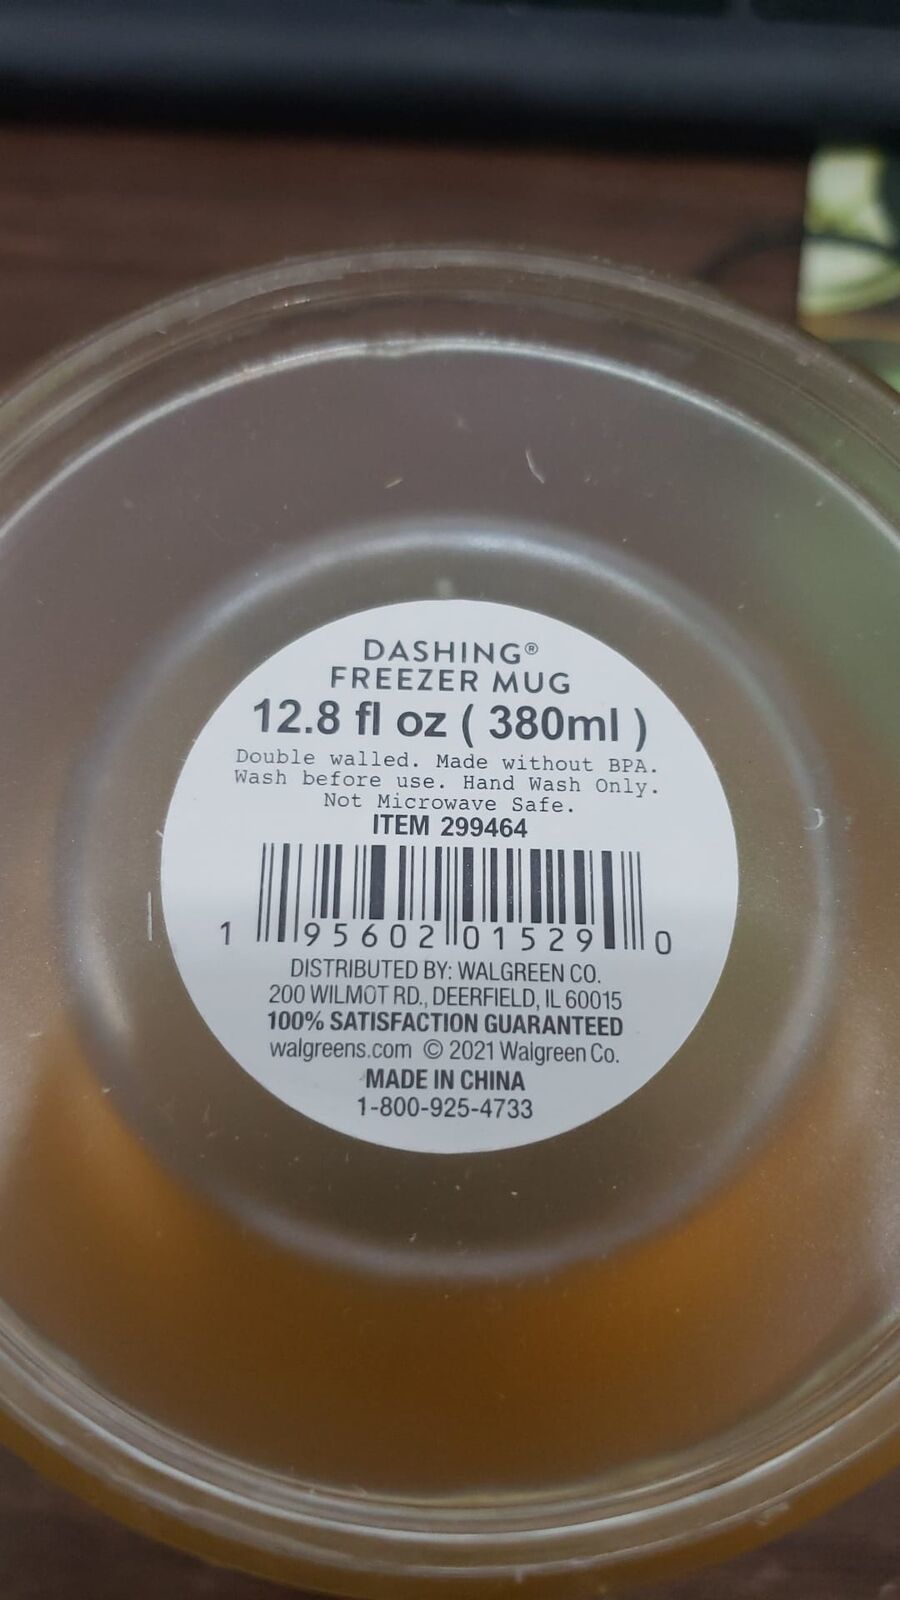 DASHING®
FREEZER MUG
12.8 fl oz ( 380ml )
Double walled. Made without BPA.
Wash before use. Hand Wash Only.
Not Microwave Safe.
ITEM 299464
1 95602 01529 0
DISTRIBUTED BY: WALGREEN CO.
200 WILMOT RD., DEERFIELD, IL 60015
100% SATISFACTION GUARANTEED
walgreens.com © 2021 Walgreen Co.
MADE IN CHINA
1-800-925-4733